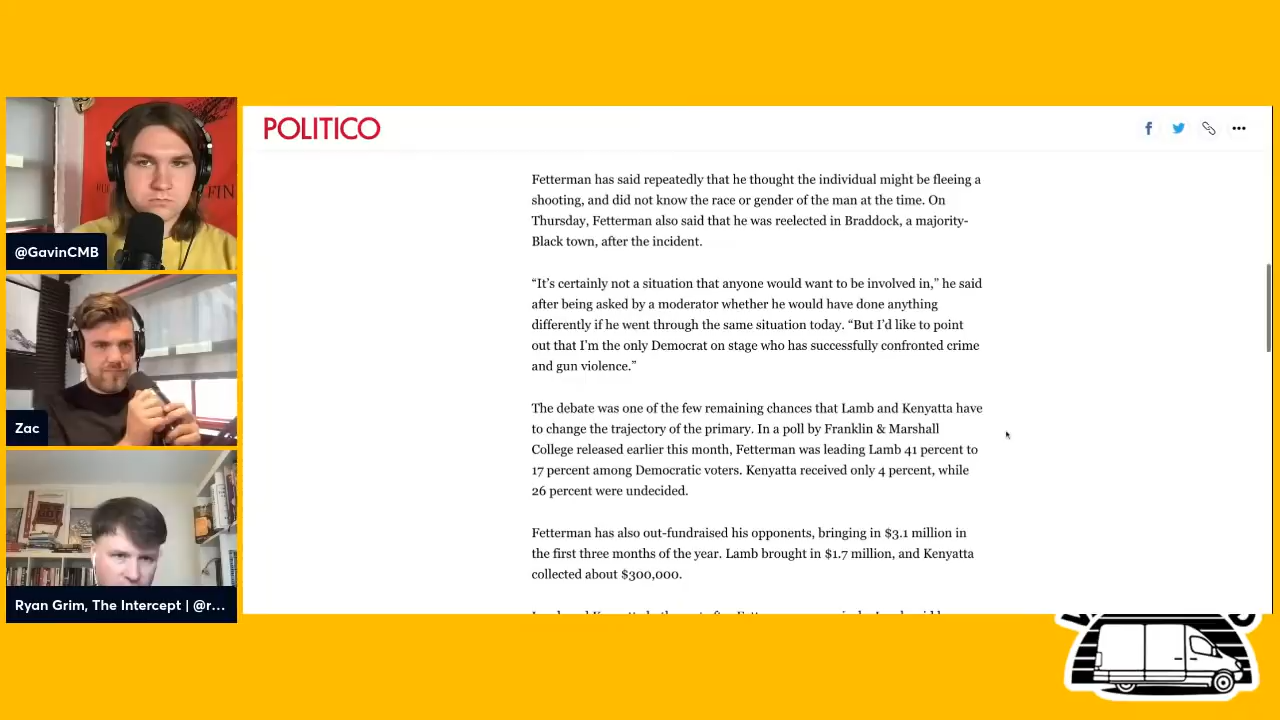 POLITICO
Fetterman has said repeatedly that he thought the individual might be fleeing a
shooting, and did not know the race or gender of the man at the time. On
Thursday, Fetterman also said that he was reelected in Braddock, a majority-
Black town, after the incident.
“It’s certainly not a situation that anyone would want to be involved in,” he said
after being asked by a moderator whether he would have done anything
differently if he went through the same situation today. “But I’d like to point
out that I’m the only Democrat on stage who has successfully confronted crime
and gun violence.”
The debate was one of the few remaining chances that Lamb and Kenyatta have
to change the trajectory of the primary. In a poll by Franklin & Marshall
College released earlier this month, Fetterman was leading Lamb 41 percent to
17 percent among Democratic voters. Kenyatta received only 4 percent, while
26 percent were undecided.
Fetterman has also out-fundraised his opponents, bringing in $3.1 million in
the first three months of the year. Lamb brought in $1.7 million, and Kenyatta
collected about $300,000.
@GavinCMB
Zac
Ryan Grim, The Intercept | @r...